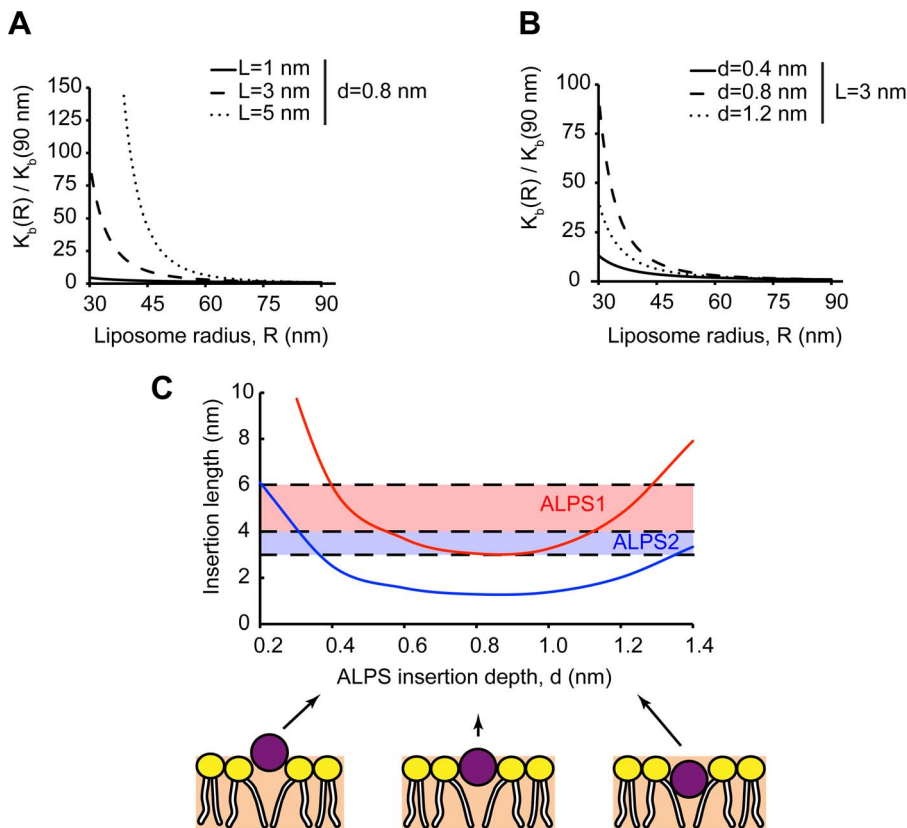 A
L=1 nm
L=3 nm
L=5 nm
d=0.8 nm
150
125
100
75
50
25
0
K_b(R) / K_b(90 nm)
30 45 60 75 90
Liposome radius, R (nm)
B
d=0.4 nm
d=0.8 nm
d=1.2 nm
L=3 nm
100
75
50
25
0
K_b(R) / K_b(90 nm)
30 45 60 75 90
Liposome radius, R (nm)
C
10
8
6
4
2
0
Insertion length (nm)
ALPS1
ALPS2
0.2 0.4 0.6 0.8 1.0 1.2 1.4
ALPS insertion depth, d (nm)